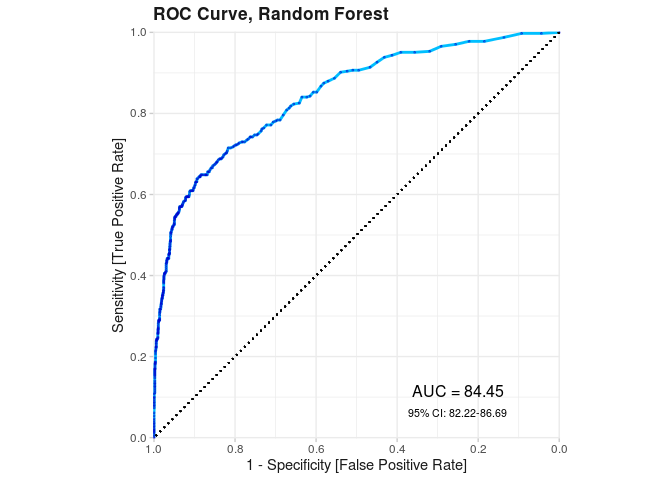 ROC Curve, Random Forest
1.0
0.8
0.6
0.4
0.2
0.0
Sensitivity [True Positive Rate]
AUC = 84.45
95% CI: 82.22-86.69
1.0 0.8 0.6 0.4 0.2 0.0
1 - Specificity [False Positive Rate]